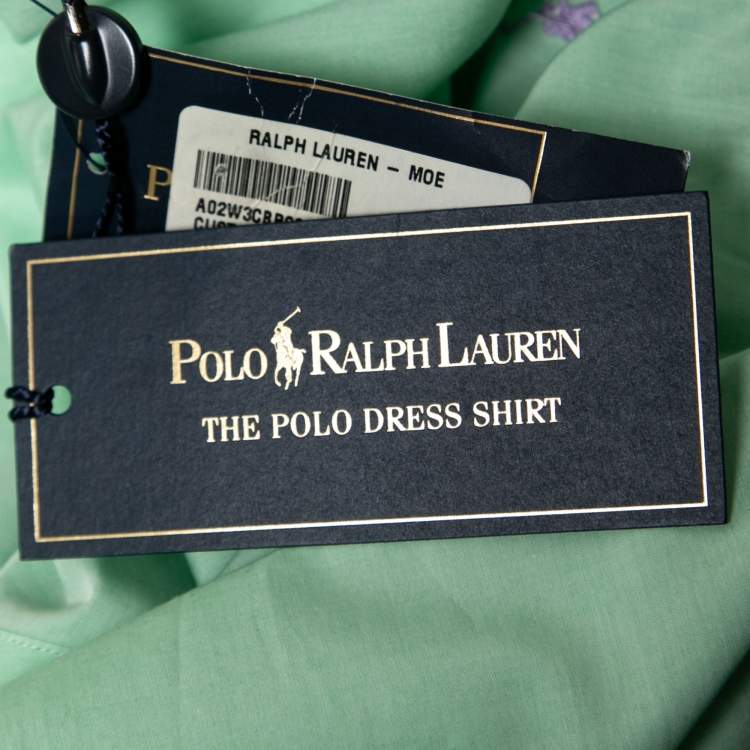 RALPH LAUREN - MOE
POLO RALPH LAUREN
THE POLO DRESS SHIRT